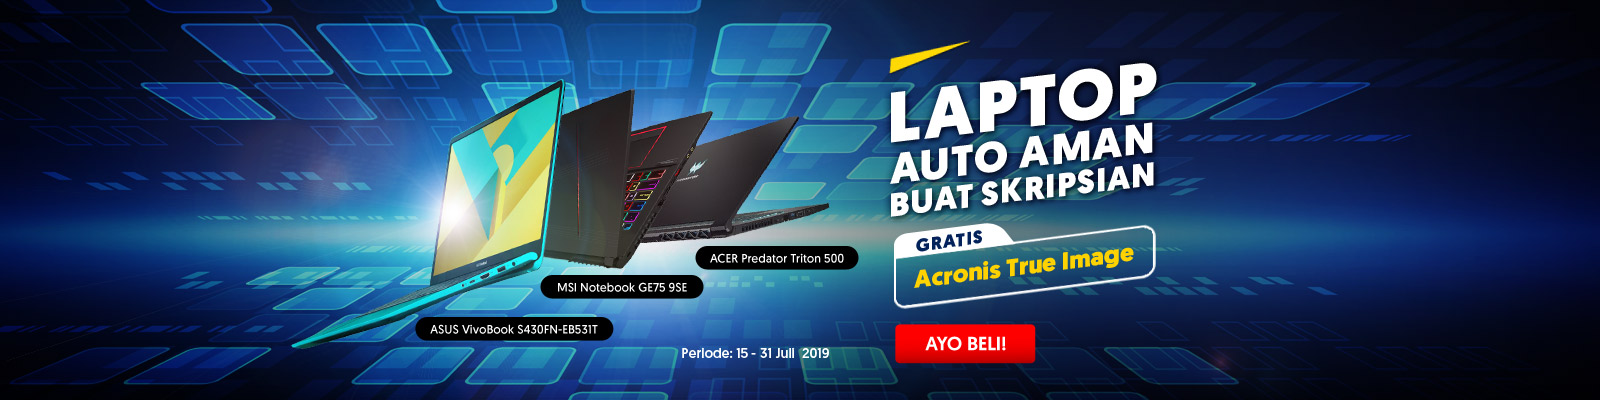 LAPTOP
AUTO AMAN
BUAT SKRIPSIAN
GRATIS
Acronis True Image
AYO BELI!
ACER Predator Triton 500
MSI Notebook GE75 9SE
ASUS VivoBook S430FN-EB531T
Periode: 15 - 31 Juli 2019